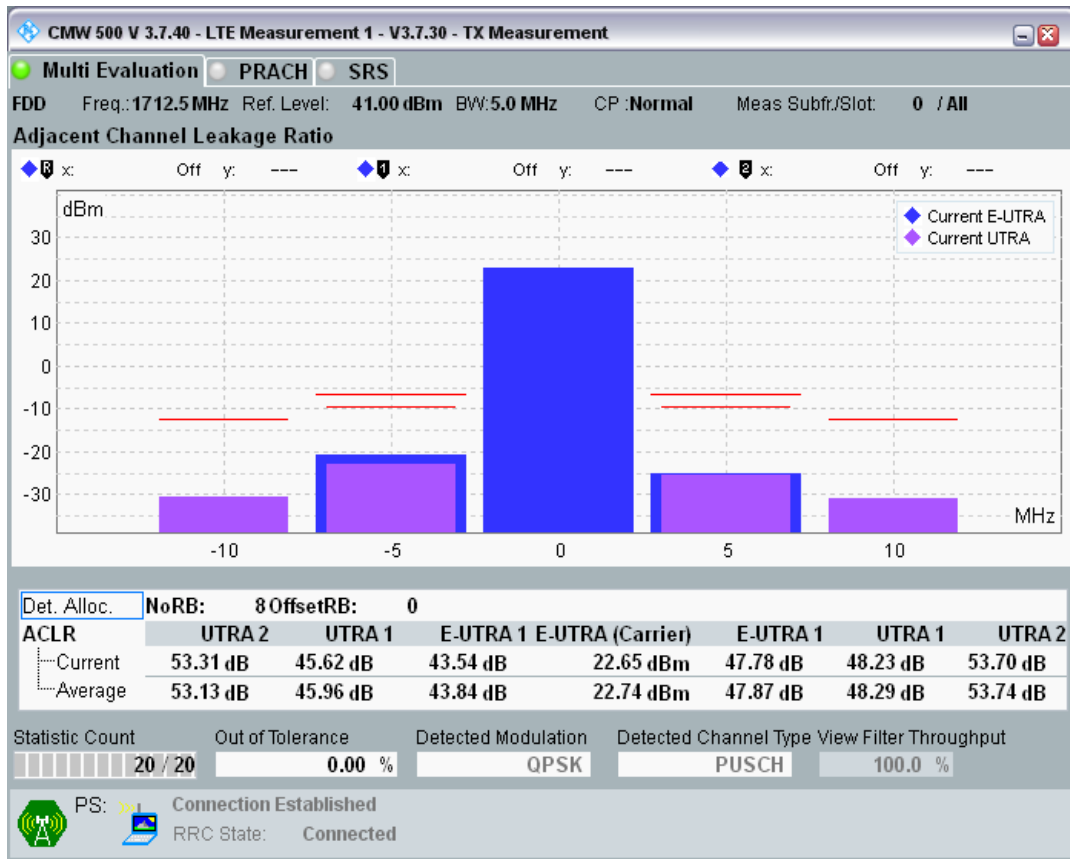 CMW 500 V 3.7.40 - LTE Measurement 1 - V3.7.30 - TX Measurement
Multi Evaluation PRACH SRS
FDD Freq.:1712.5 MHz Ref. Level: 41.00 dBm BW:5.0 MHz CP :Normal Meas Subfr./Slot: 0 / All
Adjacent Channel Leakage Ratio
R x: Off y: --- 1 x: Off y: --- 2 x: Off y: ---
dBm
Current E-UTRA
Current UTRA
30
20
10
0
-10
-20
-30
MHz
-10 -5 0 5 10
Det. Alloc. NoRB: 8 OffsetRB: 0
ACLR UTRA 2 UTRA 1 E-UTRA 1 E-UTRA (Carrier) E-UTRA 1 UTRA 1 UTRA 2
Current 53.31 dB 45.62 dB 43.54 dB 22.65 dBm 47.78 dB 48.23 dB 53.70 dB
Average 53.13 dB 45.96 dB 43.84 dB 22.74 dBm 47.87 dB 48.29 dB 53.74 dB
Statistic Count Out of Tolerance Detected Modulation Detected Channel Type View Filter Throughput
20 / 20 0.00 % QPSK PUSCH 100.0 %
PS: Connection Established
RRC State: Connected